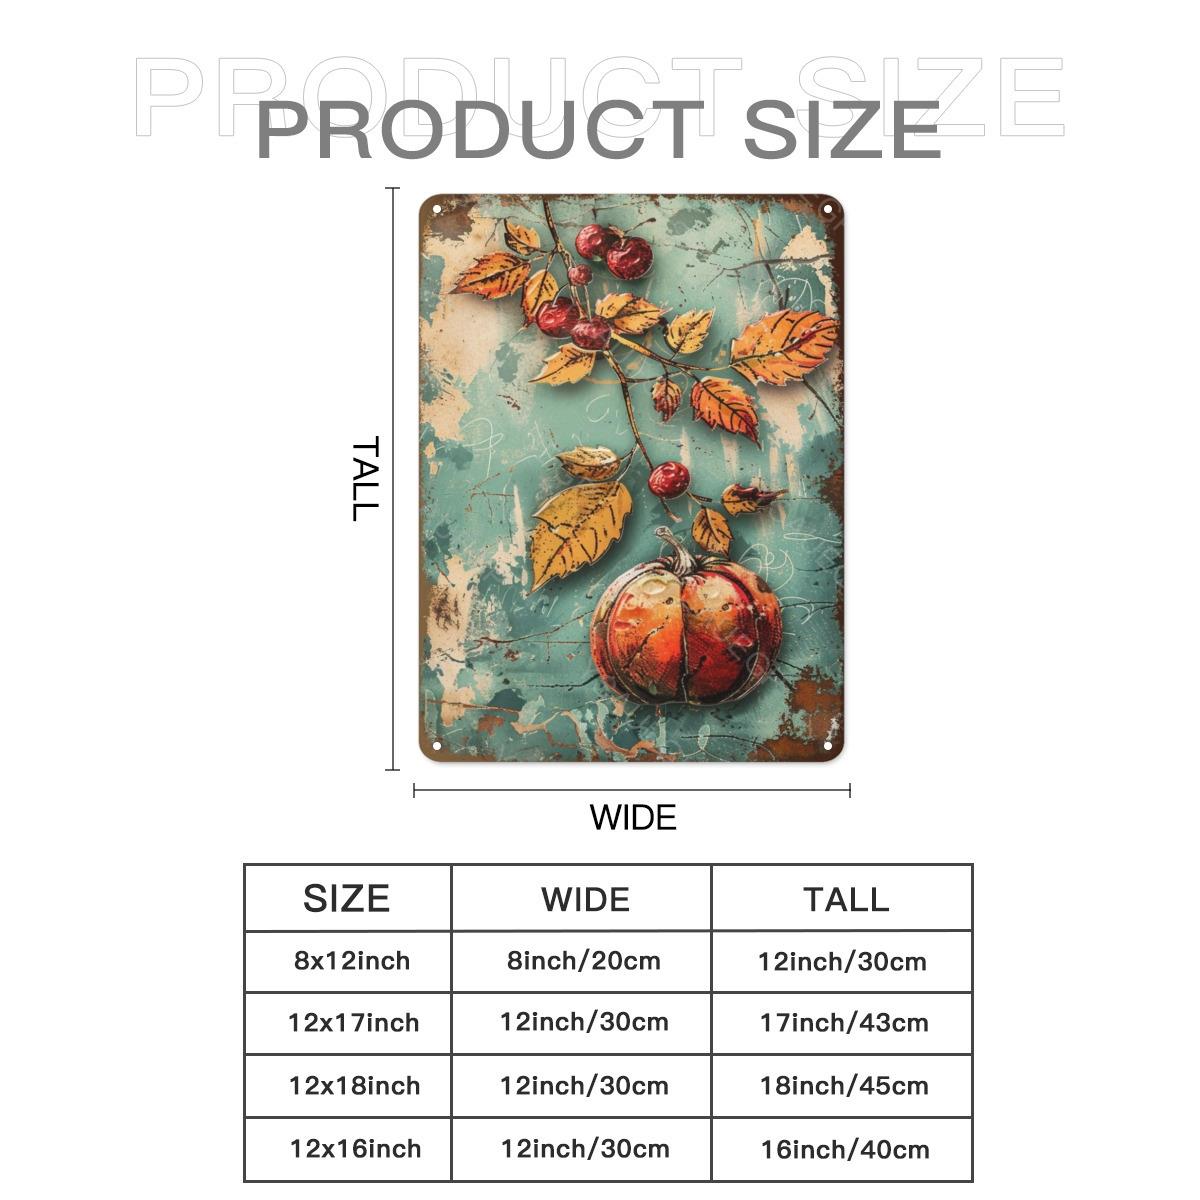 PRODUCT SIZE
PRODUCT SIZE
TALL
WIDE
SIZE WIDE TALL
8x12inch 8inch/20cm 12inch/30cm
12x17inch 12inch/30cm 17inch/43cm
12x18inch 12inch/30cm 18inch/45cm
12x16inch 12inch/30cm 16inch/40cm